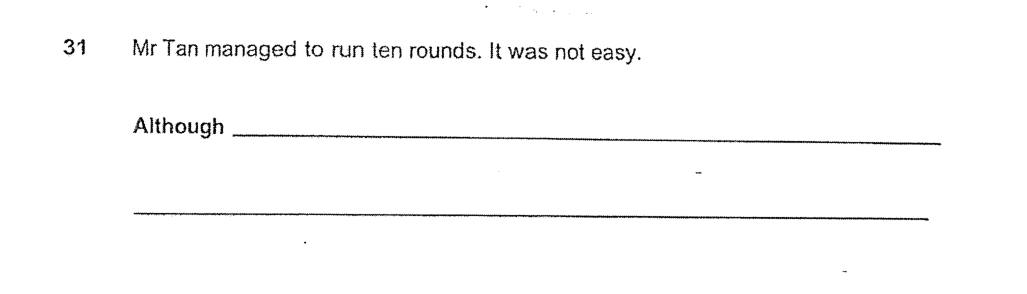 31 Mr Tan managed to run ten rounds. It was not easy.
Although